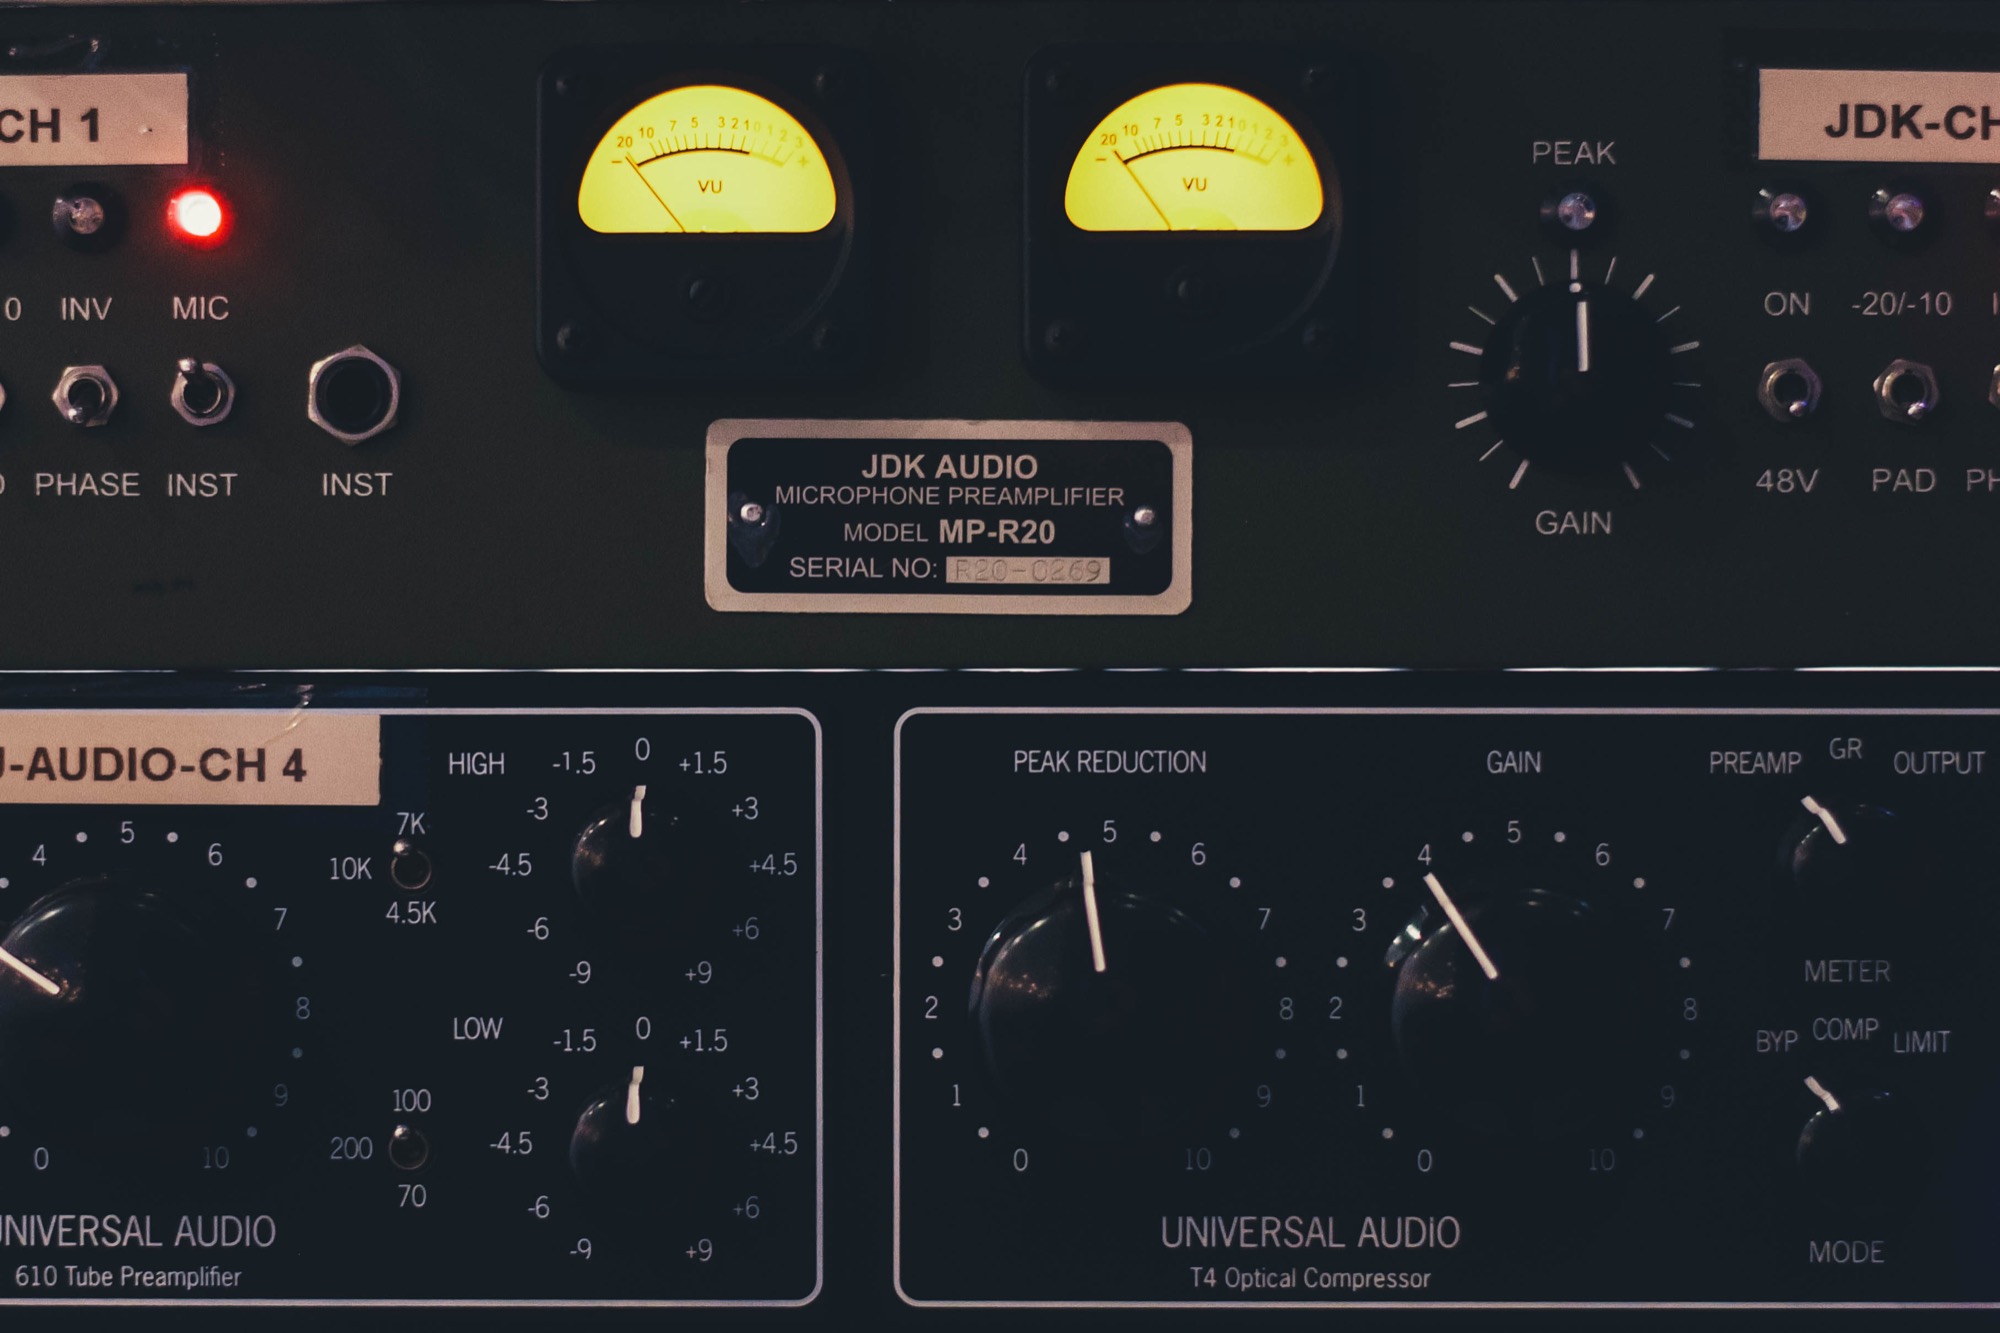 CH 1
20 10 7 5 3 2 1 0 1 2 3
- +
VU
20 10 7 5 3 2 1 0 1 2 3
- +
VU
PEAK
JDK-CH
0 INV MIC
ON -20/-10
PHASE INST INST
GAIN
48V PAD PH
JDK AUDIO
MICROPHONE PREAMPLIFIER
MODEL MP-R20
SERIAL NO: R20-0269
U-AUDIO-CH 4
4 5 6 7 8 9 10 0
7K
10K
4.5K
100
200
70
HIGH
-9 -6 -4.5 -3 -1.5 0 +1.5 +3 +4.5 +6 +9
LOW
-9 -6 -4.5 -3 -1.5 0 +1.5 +3 +4.5 +6 +9
UNIVERSAL AUDIO
610 Tube Preamplifier
PEAK REDUCTION
0 1 2 3 4 5 6 7 8 9 10
GAIN
0 1 2 3 4 5 6 7 8 9 10
PREAMP GR OUTPUT
METER
BYP COMP LIMIT
MODE
UNIVERSAL AUDIO
T4 Optical Compressor